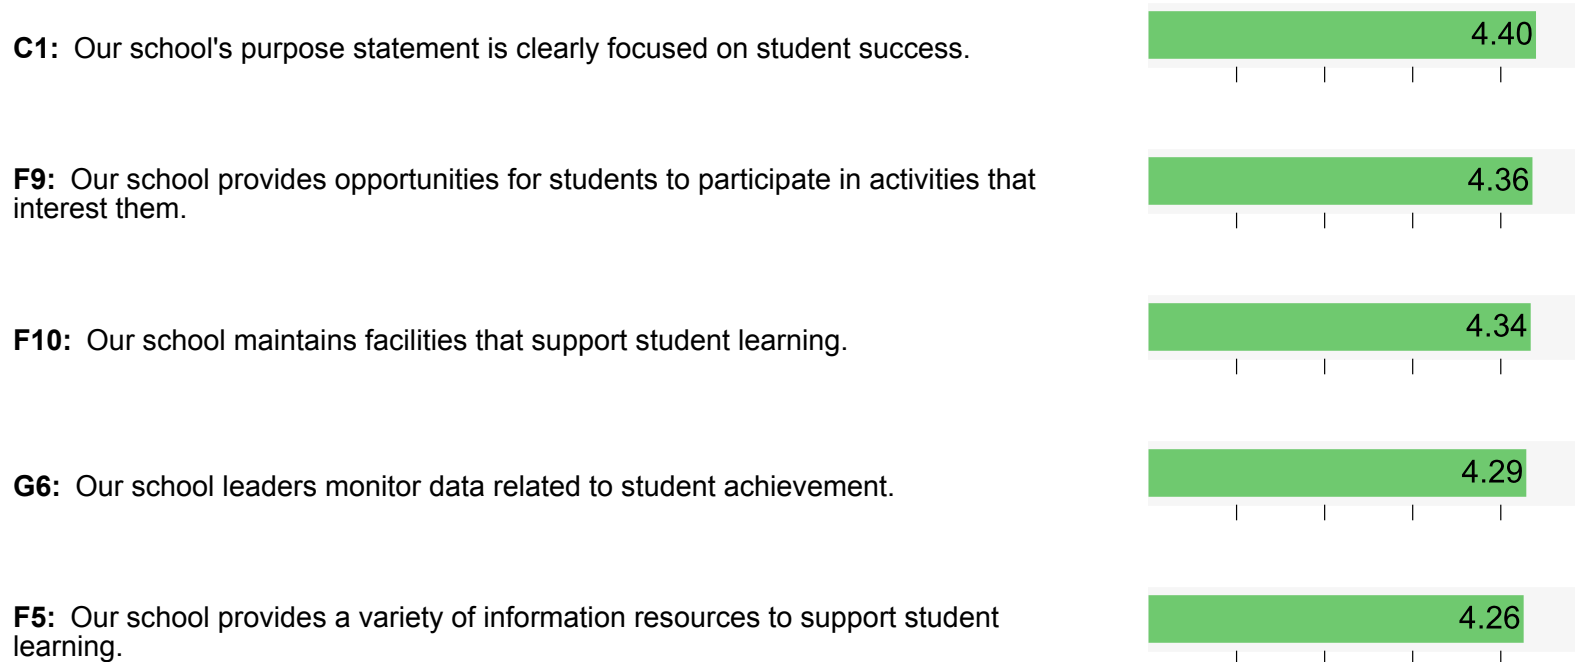 C1: Our school's purpose statement is clearly focused on student success.
4.40
F9: Our school provides opportunities for students to participate in activities that
interest them.
4.36
F10: Our school maintains facilities that support student learning.
4.34
G6: Our school leaders monitor data related to student achievement.
4.29
F5: Our school provides a variety of information resources to support student
learning.
4.26